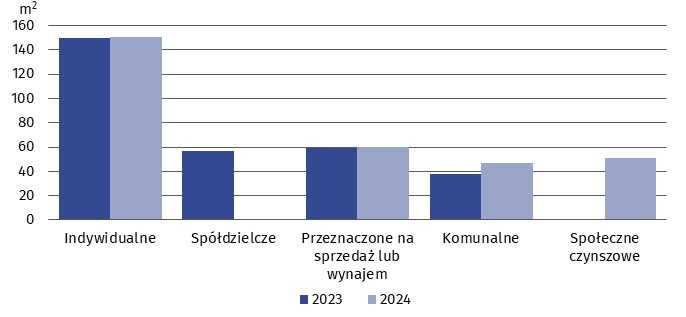 m²
160
140
120
100
80
60
40
20
0
Indywidualne
Spółdzielcze
Przeznaczone na
sprzedaż lub
wynajem
Komunalne
Społeczne
czynszowe
2023
2024